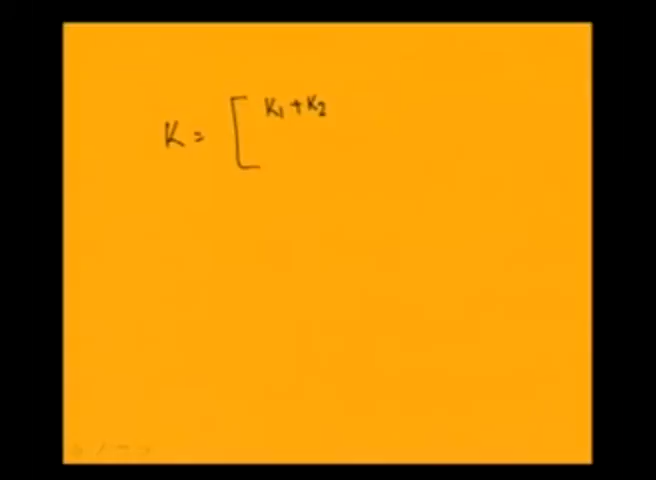 K = [ K₁ + K₂